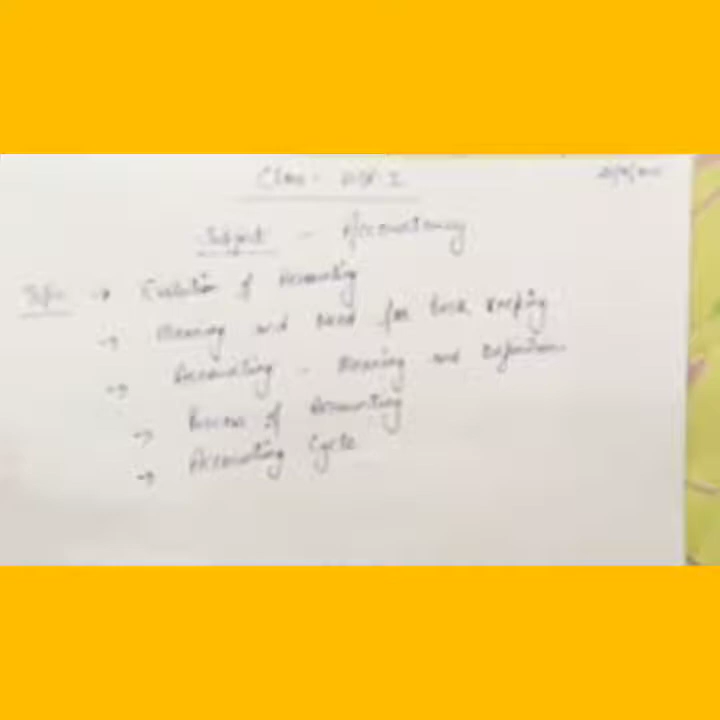 Class -
Subject - Accountancy
Topic → Evolution of Accounting
→ Meaning and Need for Book Keeping
→ Accounting - Meaning and Definition
→ Process of Accounting
→ Accounting Cycle